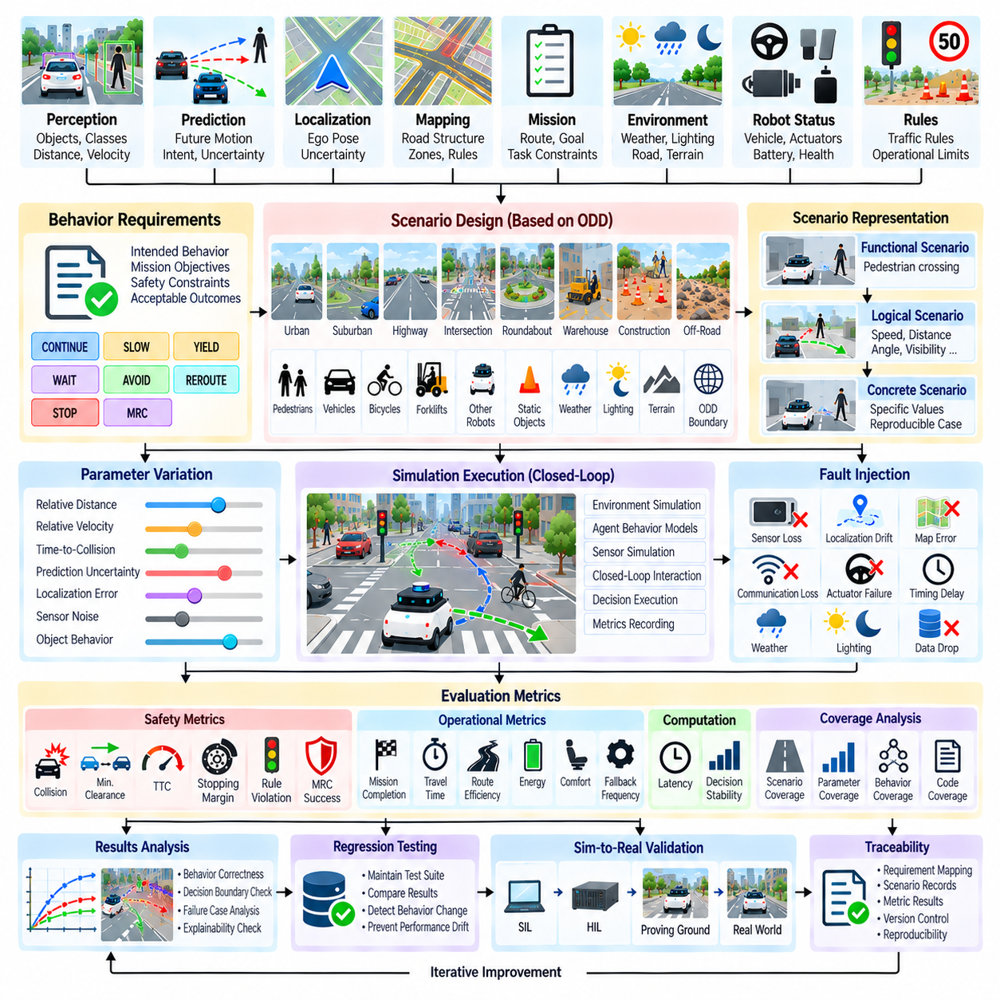 50
Perception
Objects, Classes
Distance, Velocity
Prediction
Future Motion
Intent, Uncertainty
Localization
Ego Pose
Uncertainty
Mapping
Road Structure
Zones, Rules
Mission
Route, Goal
Task Constraints
Environment
Weather, Lighting
Road, Terrain
Robot Status
Vehicle, Actuators
Battery, Health
Rules
Traffic Rules
Operational Limits
Behavior Requirements
Intended Behavior
Mission Objectives
Safety Constraints
Acceptable Outcomes
CONTINUE
SLOW
YIELD
WAIT
AVOID
REROUTE
STOP
MRC
Scenario Design (Based on ODD)
Urban
Suburban
Highway
Intersection
Roundabout
Warehouse
Construction
Off-Road
Pedestrians
Vehicles
Bicycles
Forklifts
Other
Robots
Static
Objects
Weather
Lighting
Terrain
ODD
Boundary
Scenario Representation
Functional Scenario
Pedestrian crossing
Logical Scenario
Speed, Distance
Angle, Visibility ...
Concrete Scenario
Specific Values
Reproducible Case
Parameter Variation
Relative Distance
Relative Velocity
Time-to-Collision
Prediction Uncertainty
Localization Error
Sensor Noise
Object Behavior
Simulation Execution (Closed-Loop)
Environment Simulation
Agent Behavior Models
Sensor Simulation
Closed-Loop Interaction
Decision Execution
Metrics Recording
Fault Injection
Sensor Loss
Localization Drift
Map Error
Communication Loss
Actuator Failure
Timing Delay
Weather
Lighting
Data Drop
Evaluation Metrics
Safety Metrics
Collision
Min.
Clearance
TTC
Stopping
Margin
Rule
Violation
MRC
Success
Operational Metrics
Mission
Completion
Travel
Time
Route
Efficiency
Energy
Comfort
Fallback
Frequency
Computation
Latency
Decision
Stability
Coverage Analysis
Scenario
Coverage
Parameter
Coverage
Behavior
Coverage
Code
Coverage
Results Analysis
• Behavior Correctness
• Decision Boundary Check
• Failure Case Analysis
• Explainability Check
Regression Testing
• Maintain Test Suite
• Compare Results
• Detect Behavior Change
• Prevent Performance Drift
Sim-to-Real Validation
SIL
HIL
Proving Ground
Real World
Traceability
• Requirement Mapping
• Scenario Records
• Metric Results
• Version Control
• Reproducibility
Iterative Improvement